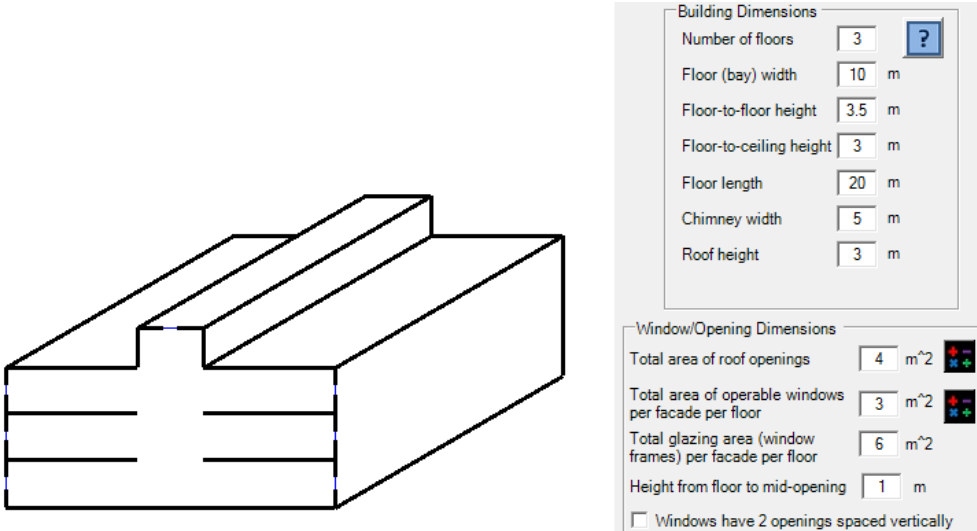 Building Dimensions
Number of floors 3 ?
Floor (bay) width 10 m
Floor-to-floor height 3.5 m
Floor-to-ceiling height 3 m
Floor length 20 m
Chimney width 5 m
Roof height 3 m
Window/Opening Dimensions
Total area of roof openings 4 m^2
Total area of operable windows
per facade per floor 3 m^2
Total glazing area (window
frames) per facade per floor 6 m^2
Height from floor to mid-opening 1 m
Windows have 2 openings spaced vertically